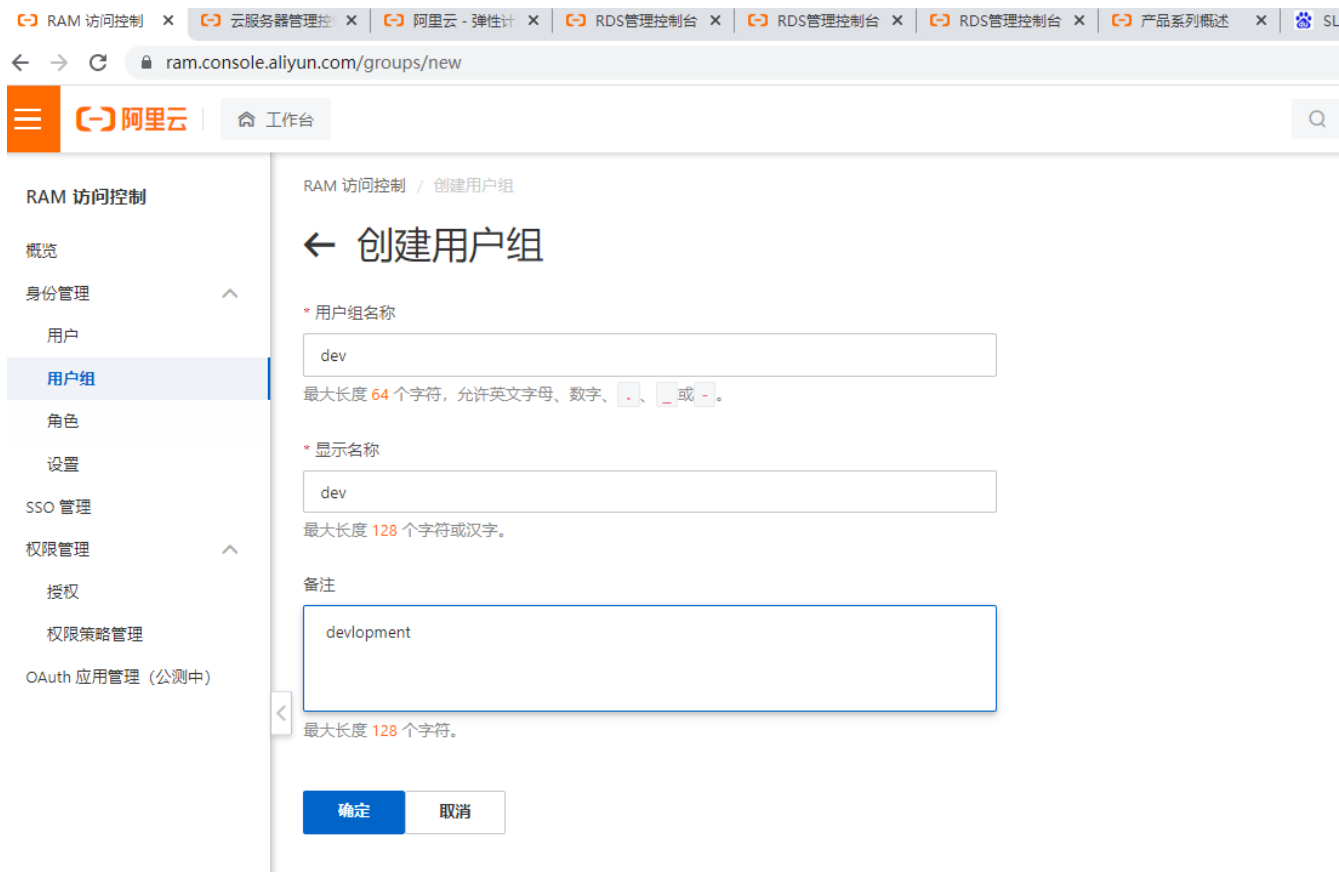 RAM 访问控制 云服务器管理控 阿里云 - 弹性计 RDS管理控制台 RDS管理控制台 RDS管理控制台 产品系列概述 SL
ram.console.aliyun.com/groups/new
阿里云 工作台
RAM 访问控制
概览
身份管理
用户
用户组
角色
设置
SSO 管理
权限管理
授权
权限策略管理
OAuth 应用管理（公测中）
RAM 访问控制 / 创建用户组
创建用户组
* 用户组名称
dev
最大长度 64 个字符，允许英文字母、数字、 . 、 _ 或 - 。
* 显示名称
dev
最大长度 128 个字符或汉字。
备注
devlopment
最大长度 128 个字符。
确定 取消